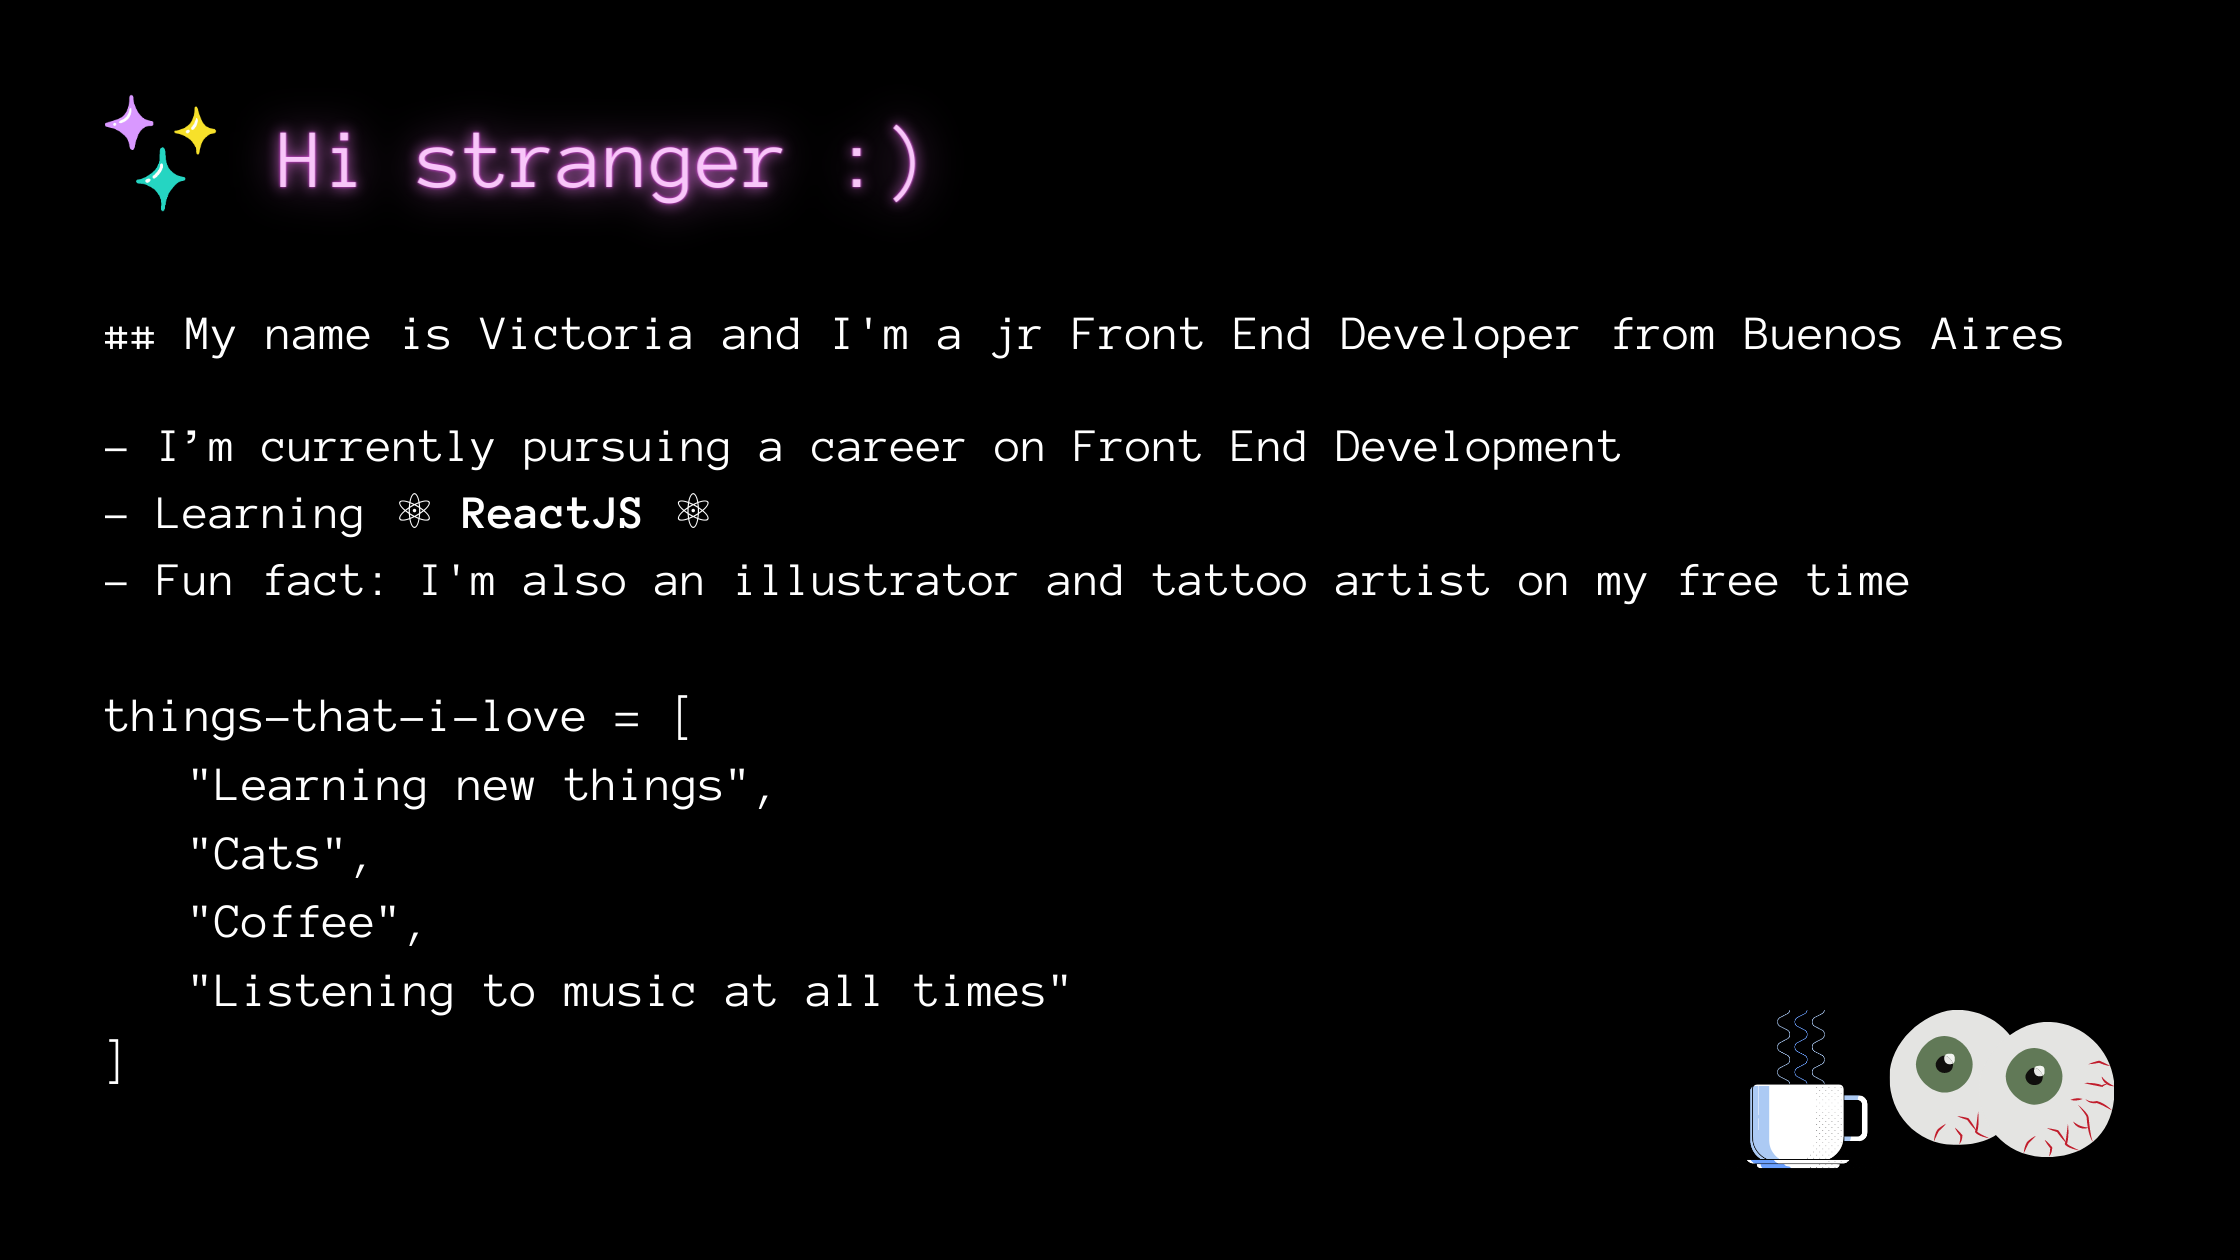 Hi stranger :)
## My name is Victoria and I'm a jr Front End Developer from Buenos Aires
- I’m currently pursuing a career on Front End Development
- Learning ⚛ ReactJS ⚛
- Fun fact: I'm also an illustrator and tattoo artist on my free time
things-that-i-love = [
"Learning new things",
"Cats",
"Coffee",
"Listening to music at all times"
]